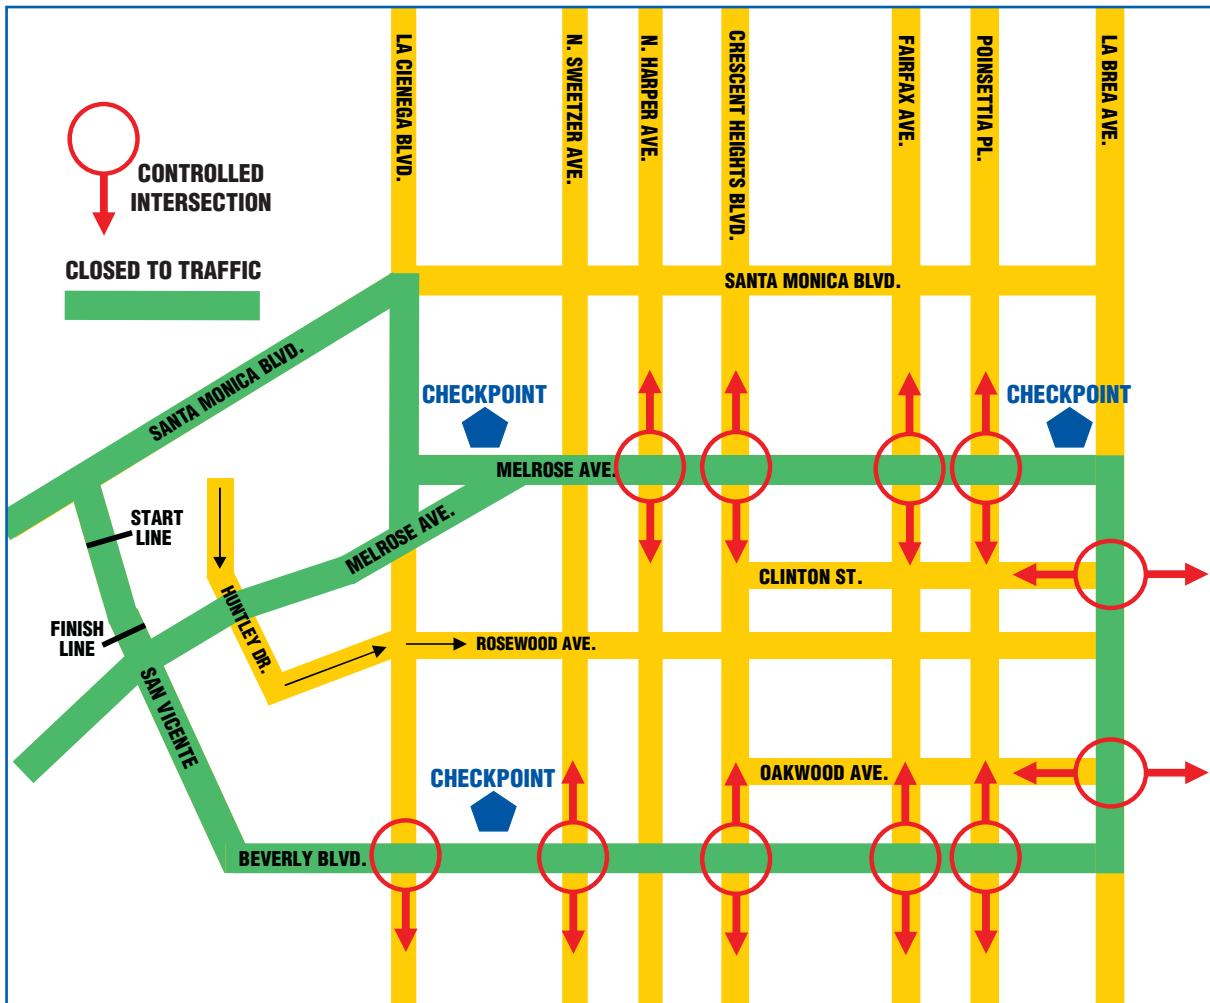 LA CIENEGA BLVD.
N. SWEETZER AVE.
N. HARPER AVE.
CRESCENT HEIGHTS BLVD.
FAIRFAX AVE.
POINSETTIA PL.
LA BREA AVE.
CONTROLLED
INTERSECTION
CLOSED TO TRAFFIC
SANTA MONICA BLVD.
SANTA MONICA BLVD.
CHECKPOINT
CHECKPOINT
MELROSE AVE.
START
LINE
MELROSE AVE.
CLINTON ST.
HUNTLEY DR.
FINISH
LINE
ROSEWOOD AVE.
SAN VICENTE
CHECKPOINT
OAKWOOD AVE.
BEVERLY BLVD.